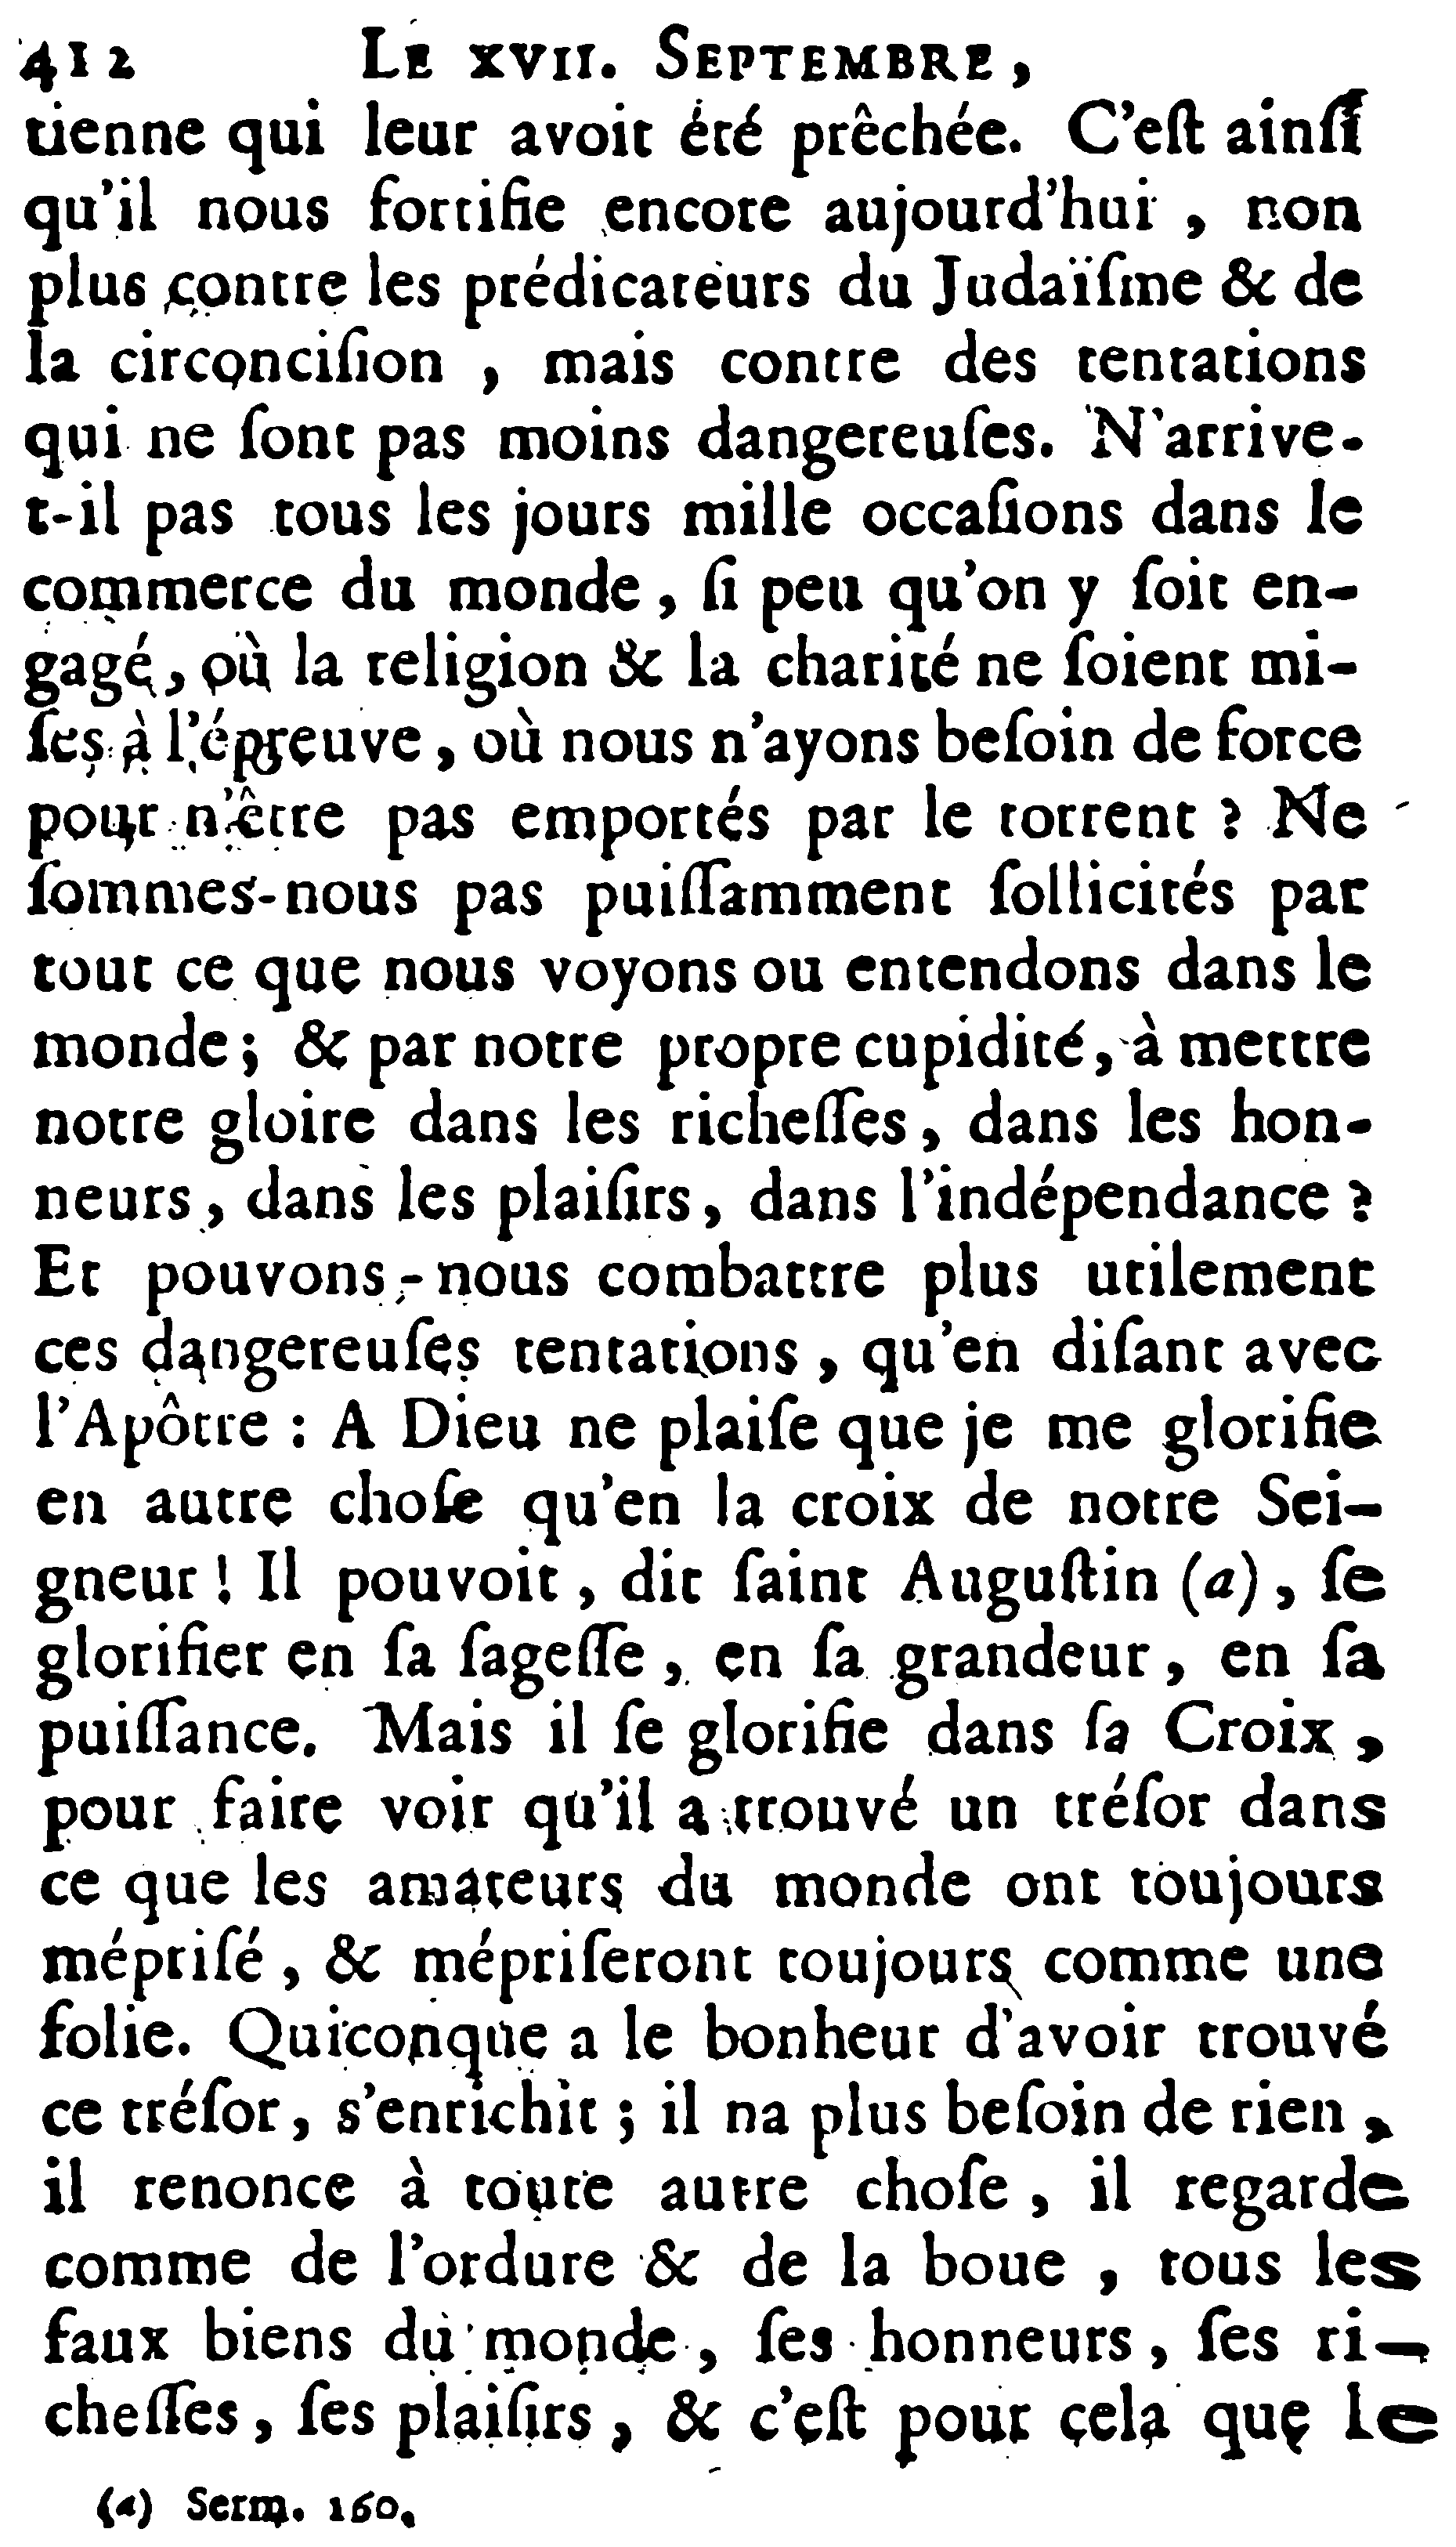 412 LE XVII. SEPTEMBRE,
tienne qui leur avoit été prêchée. C'eſt ainſi
qu'il nous fortifie encore aujourd'hui , non
plus contre les prédicateurs du Judaïſme & de
la circonciſion , mais contre des tentations
qui ne ſont pas moins dangereuſes. N'arrive-
t-il pas tous les jours mille occaſions dans le
commerce du monde, ſi peu qu'on y ſoit en-
gagé, où la religion & la charité ne ſoient mi-
ſes à l'épreuve, où nous n'ayons beſoin de force
pour n'être pas emportés par le torrent ? Ne
ſommes-nous pas puiſſamment ſollicités par
tout ce que nous voyons ou entendons dans le
monde; & par notre propre cupidité, à mettre
notre gloire dans les richeſſes, dans les hon-
neurs, dans les plaiſirs, dans l'indépendance ?
Et pouvons-nous combattre plus utilement
ces dangereuſes tentations, qu'en diſant avec
l'Apôtre : A Dieu ne plaiſe que je me glorifie
en autre choſe qu'en la croix de notre Sei-
gneur ! Il pouvoit, dit ſaint Auguſtin (a), ſe
glorifier en ſa ſageſſe, en ſa grandeur, en ſa
puiſſance. Mais il ſe glorifie dans ſa Croix,
pour faire voir qu'il a trouvé un tréſor dans
ce que les amateurs du monde ont toujours
mépriſé, & mépriſeront toujours comme une
folie. Quiconque a le bonheur d'avoir trouvé
ce tréſor, s'enrichit ; il na plus beſoin de rien,
il renonce à toute autre choſe, il regarde
comme de l'ordure & de la boue , tous les
faux biens du monde, ſes honneurs, ſes ri-
cheſſes, ſes plaiſirs, & c'eſt pour cela que le
(a) Serm. 160.